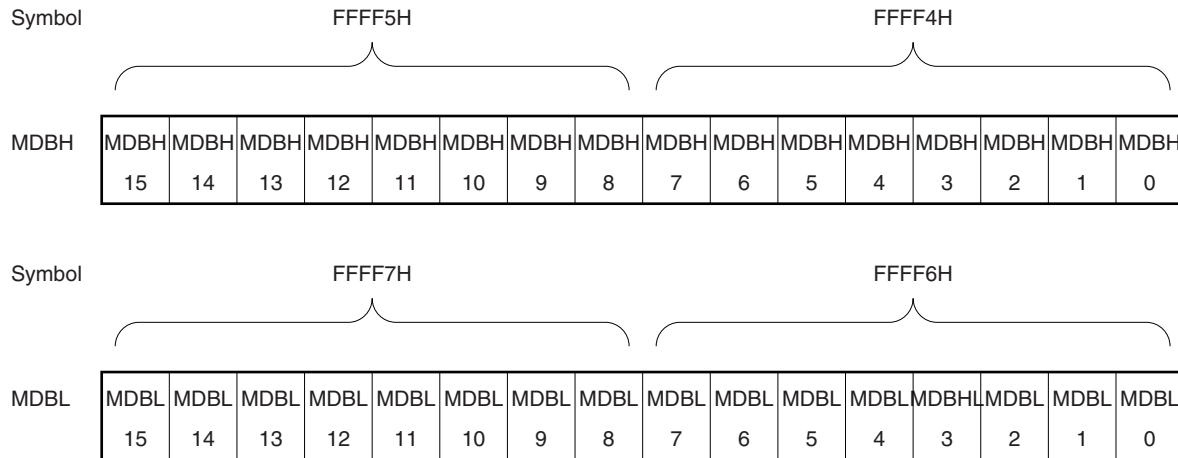 Symbol FFFF5H FFFF4H
MDBH MDBH MDBH MDBH MDBH MDBH MDBH MDBH MDBH MDBH MDBH MDBH MDBH MDBH MDBH MDBH MDBH
15 14 13 12 11 10 9 8 7 6 5 4 3 2 1 0
Symbol FFFF7H FFFF6H
MDBL MDBL MDBL MDBL MDBL MDBL MDBL MDBL MDBL MDBL MDBL MDBL MDBL MDBHL MDBL MDBL MDBL
15 14 13 12 11 10 9 8 7 6 5 4 3 2 1 0